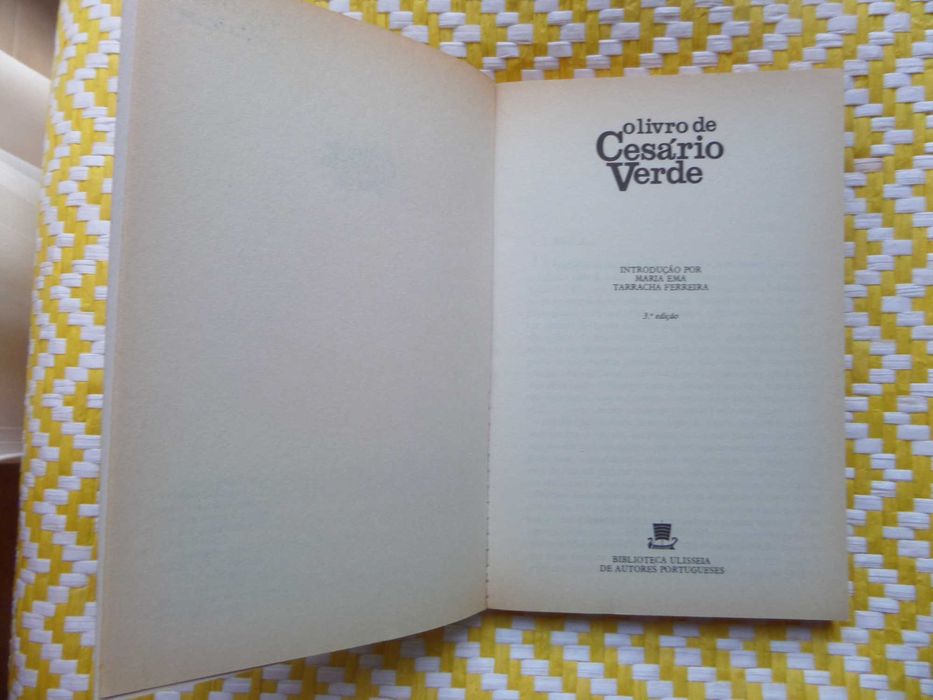 o livro de
Cesário
Verde
INTRODUÇÃO POR
MARIA EMA
TARRACHA FERREIRA
3.ª edição
BIBLIOTECA ULISSEIA
DE AUTORES PORTUGUESES